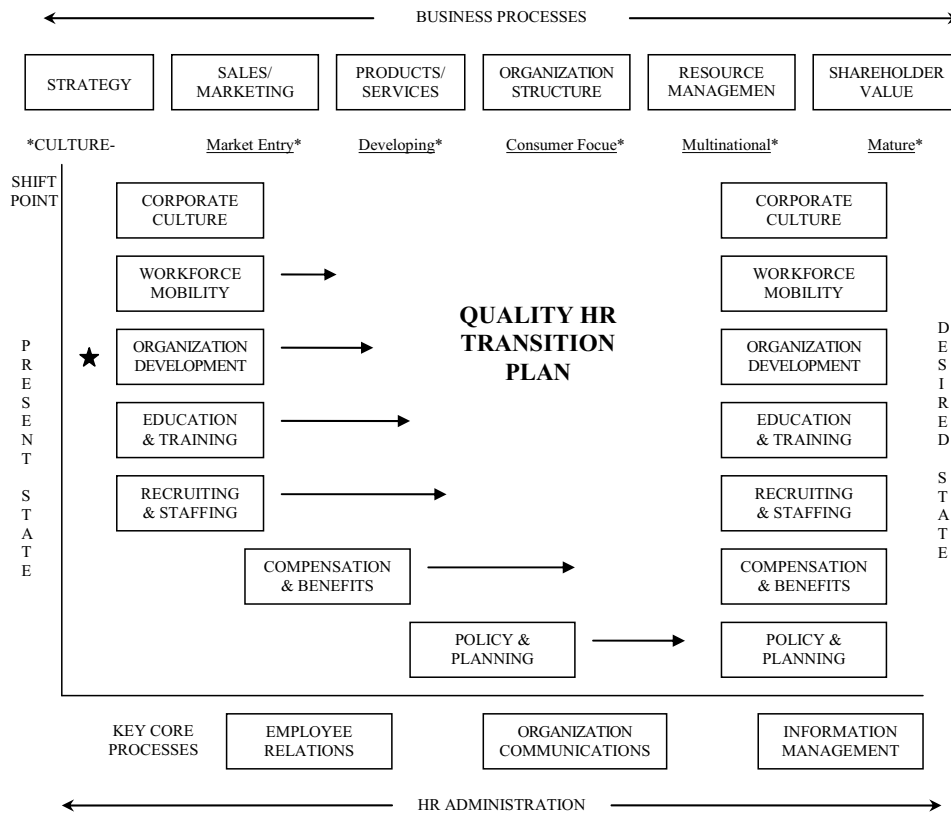 BUSINESS PROCESSES
STRATEGY
SALES/
MARKETING
PRODUCTS/
SERVICES
ORGANIZATION
STRUCTURE
RESOURCE
MANAGEMEN
SHAREHOLDER
VALUE
*CULTURE-
Market Entry*
Developing*
Consumer Focus*
Multinational*
Mature*
SHIFT
POINT
PRESENT STATE
CORPORATE
CULTURE
WORKFORCE
MOBILITY
ORGANIZATION
DEVELOPMENT
EDUCATION
& TRAINING
RECRUITING
& STAFFING
COMPENSATION
& BENEFITS
POLICY &
PLANNING
QUALITY HR
TRANSITION
PLAN
CORPORATE
CULTURE
WORKFORCE
MOBILITY
ORGANIZATION
DEVELOPMENT
EDUCATION
& TRAINING
RECRUITING
& STAFFING
COMPENSATION
& BENEFITS
POLICY &
PLANNING
DESIRED STATE
KEY CORE
PROCESSES
EMPLOYEE
RELATIONS
ORGANIZATION
COMMUNICATIONS
INFORMATION
MANAGEMENT
HR ADMINISTRATION